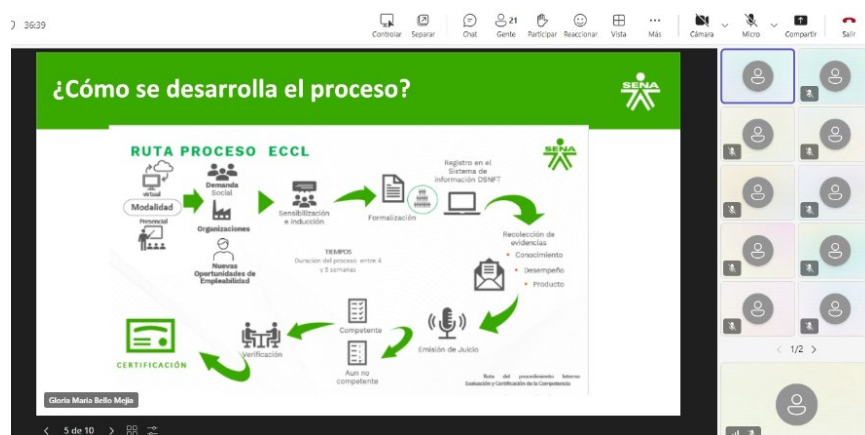 36:39
Controlar
Separar
Chat
21
Gente
Participar
Reaccionar
Vista
Más
Cámara
Micro
Compartir
Salir
¿Cómo se desarrolla el proceso?
SENA
RUTA PROCESO ECCL
SENA
virtual
Modalidad
Presencial
Demanda
Social
Organizaciones
Nuevas
Oportunidades de
Empleabilidad
Sensibilización
e inducción
TIEMPOS
Duración del proceso entre 4
Formalización
Registro en el
Sistema de
información DSNFT
Recolección de
evidencias
• Conocimiento
• Desempeño
• Producto
Emisión de Juicio
Competente
Aun no
competente
Verificación
CERTIFICACIÓN
Ruta del procedimiento Interno
Evaluación y Certificación de la Competencia
Gloria Maria Bello Mejia
1/2
5 de 10